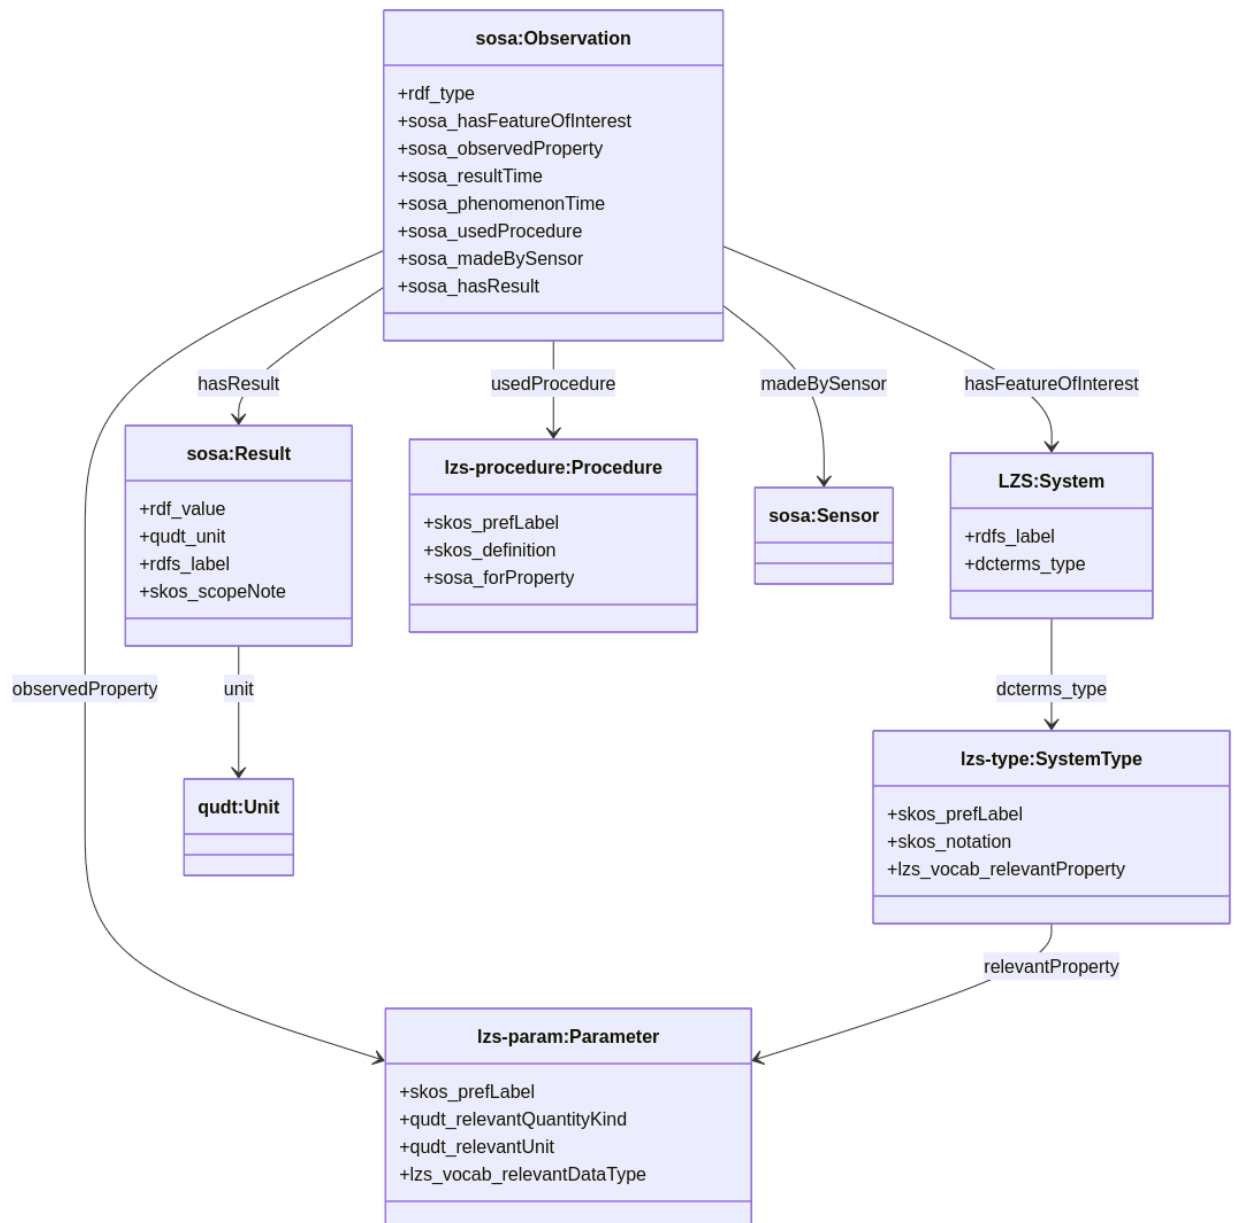 sosa:Observation
+rdf_type
+sosa_hasFeatureOfInterest
+sosa_observedProperty
+sosa_resultTime
+sosa_phenomenonTime
+sosa_usedProcedure
+sosa_madeBySensor
+sosa_hasResult
hasResult
usedProcedure
madeBySensor
hasFeatureOfInterest
sosa:Result
+rdf_value
+qudt_unit
+rdfs_label
+skos_scopeNote
lzs-procedure:Procedure
+skos_prefLabel
+skos_definition
+sosa_forProperty
sosa:Sensor
LZS:System
+rdfs_label
+dcterms_type
observedProperty
unit
dcterms_type
qudt:Unit
lzs-type:SystemType
+skos_prefLabel
+skos_notation
+lzs_vocab_relevantProperty
relevantProperty
lzs-param:Parameter
+skos_prefLabel
+qudt_relevantQuantityKind
+qudt_relevantUnit
+lzs_vocab_relevantDataType